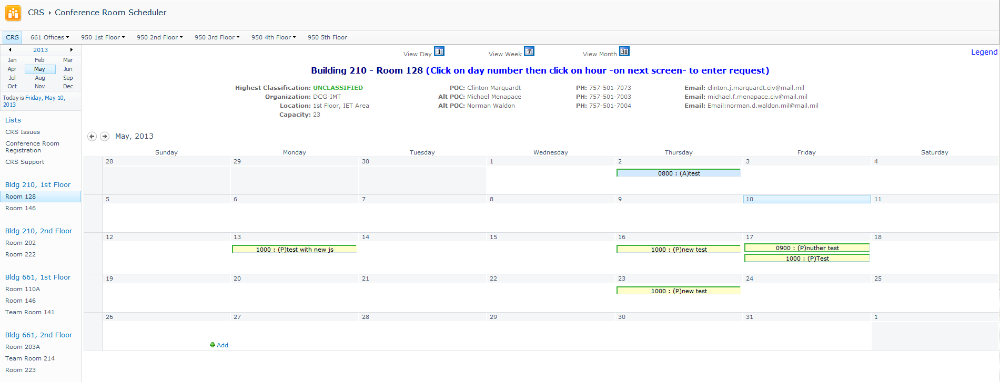 CRS ▸ Conference Room Scheduler
CRS 661 Offices 950 1st Floor 950 2nd Floor 950 3rd Floor 950 4th Floor 950 5th Floor
2013
Jan Feb Mar
Apr May Jun
Jul Aug Sep
Oct Nov Dec
Today is Friday, May 10,
2013
Lists
CRS Issues
Conference Room
Registration
CRS Support
Bldg 210, 1st Floor
Room 128
Room 146
Bldg 210, 2nd Floor
Room 202
Room 222
Bldg 661, 1st Floor
Room 110A
Room 146
Team Room 141
Bldg 661, 2nd Floor
Room 203A
Team Room 214
Room 223
View Day 1 View Week 7 View Month 31
Legend
Building 210 - Room 128 (Click on day number then click on hour -on next screen- to enter request)
Highest Classification: UNCLASSIFIED POC: Clinton Marquardt PH: 757-501-7073 Email: clinton.j.marquardt.civ@mail.mil
Organization: DCG-IMT Alt POC: Michael Menapace PH: 757-501-7003 Email: michael.f.menapace.civ@mail.mil
Location: 1st Floor, IET Area Alt POC: Norman Waldon PH: 757-501-7004 Email: Email:norman.d.waldon.mil@mail.mil
Capacity: 23
May, 2013
Sunday Monday Tuesday Wednesday Thursday Friday Saturday
28 29 30 1 2 3 4
0800 : (A)test
5 6 7 8 9 10 11
12 13 14 15 16 17 18
1000 : (P)test with new js 1000 : (P)new test 0900 : (P)nuther test
1000 : (P)Test
19 20 21 22 23 24 25
1000 : (P)new test
26 27 28 29 30 31 1
Add